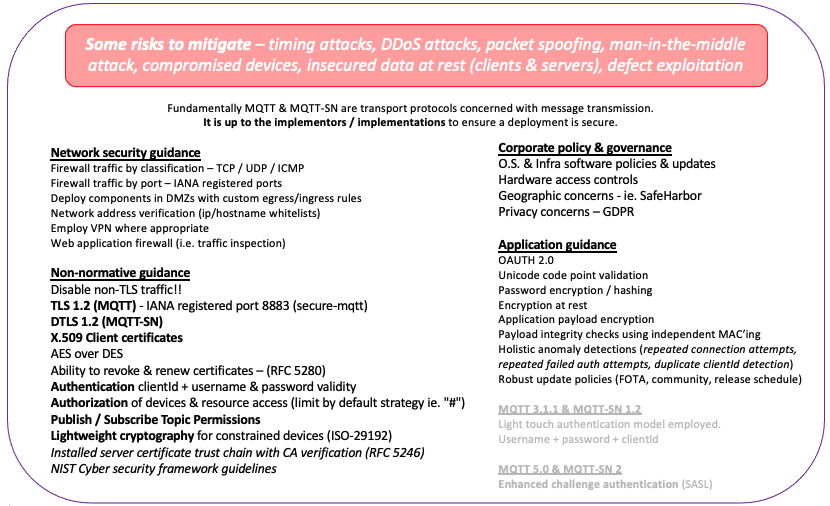 Some risks to mitigate – timing attacks, DDoS attacks, packet spoofing, man-in-the-middle
attack, compromised devices, insecured data at rest (clients & servers), defect exploitation
Fundamentally MQTT & MQTT-SN are transport protocols concerned with message transmission.
It is up to the implementors / implementations to ensure a deployment is secure.
Network security guidance
Firewall traffic by classification – TCP / UDP / ICMP
Firewall traffic by port – IANA registered ports
Deploy components in DMZs with custom egress/ingress rules
Network address verification (ip/hostname whitelists)
Employ VPN where appropriate
Web application firewall (i.e. traffic inspection)
Non-normative guidance
Disable non-TLS traffic!!
TLS 1.2 (MQTT) - IANA registered port 8883 (secure-mqtt)
DTLS 1.2 (MQTT-SN)
X.509 Client certificates
AES over DES
Ability to revoke & renew certificates – (RFC 5280)
Authentication clientId + username & password validity
Authorization of devices & resource access (limit by default strategy ie. "#")
Publish / Subscribe Topic Permissions
Lightweight cryptography for constrained devices (ISO-29192)
Installed server certificate trust chain with CA verification (RFC 5246)
NIST Cyber security framework guidelines
Corporate policy & governance
O.S. & Infra software policies & updates
Hardware access controls
Geographic concerns - ie. SafeHarbor
Privacy concerns – GDPR
Application guidance
OAUTH 2.0
Unicode code point validation
Password encryption / hashing
Encryption at rest
Application payload encryption
Payload integrity checks using independent MAC'ing
Holistic anomaly detections (repeated connection attempts,
repeated failed auth attempts, duplicate clientId detection)
Robust update policies (FOTA, community, release schedule)
MQTT 3.1.1 & MQTT-SN 1.2
Light touch authentication model employed.
Username + password + clientId
MQTT 5.0 & MQTT-SN 2
Enhanced challenge authentication (SASL)